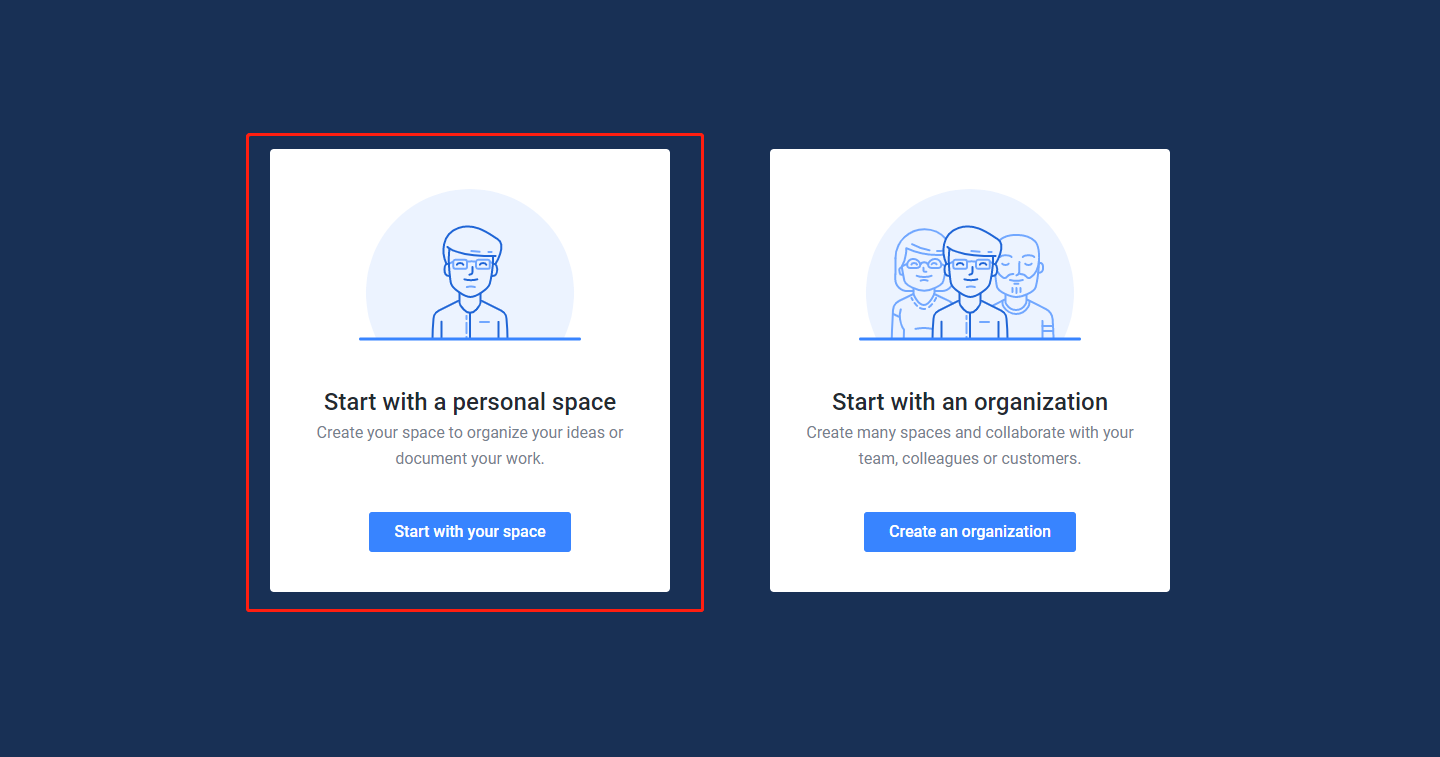 Start with a personal space
Create your space to organize your ideas or
document your work.
Start with your space
Start with an organization
Create many spaces and collaborate with your
team, colleagues or customers.
Create an organization